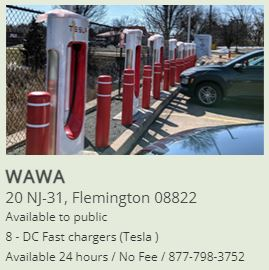 TESLA
WAWA
20 NJ-31, Flemington 08822
Available to public
8 - DC Fast chargers (Tesla )
Available 24 hours / No Fee / 877-798-3752